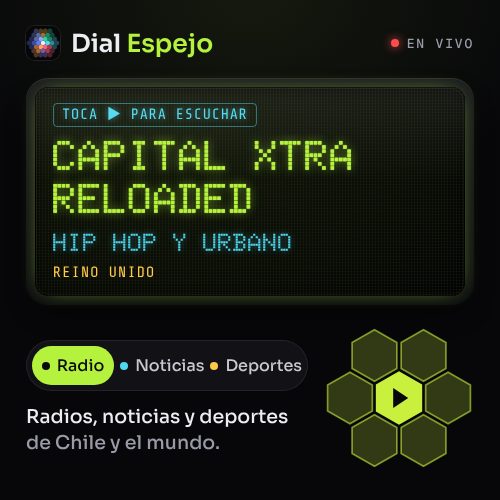 Dial Espejo
EN VIVO
TOCA ▶ PARA ESCUCHAR
CAPITAL XTRA
RELOADED
HIP HOP Y URBANO
REINO UNIDO
Radio Noticias Deportes
Radios, noticias y deportes
de Chile y el mundo.